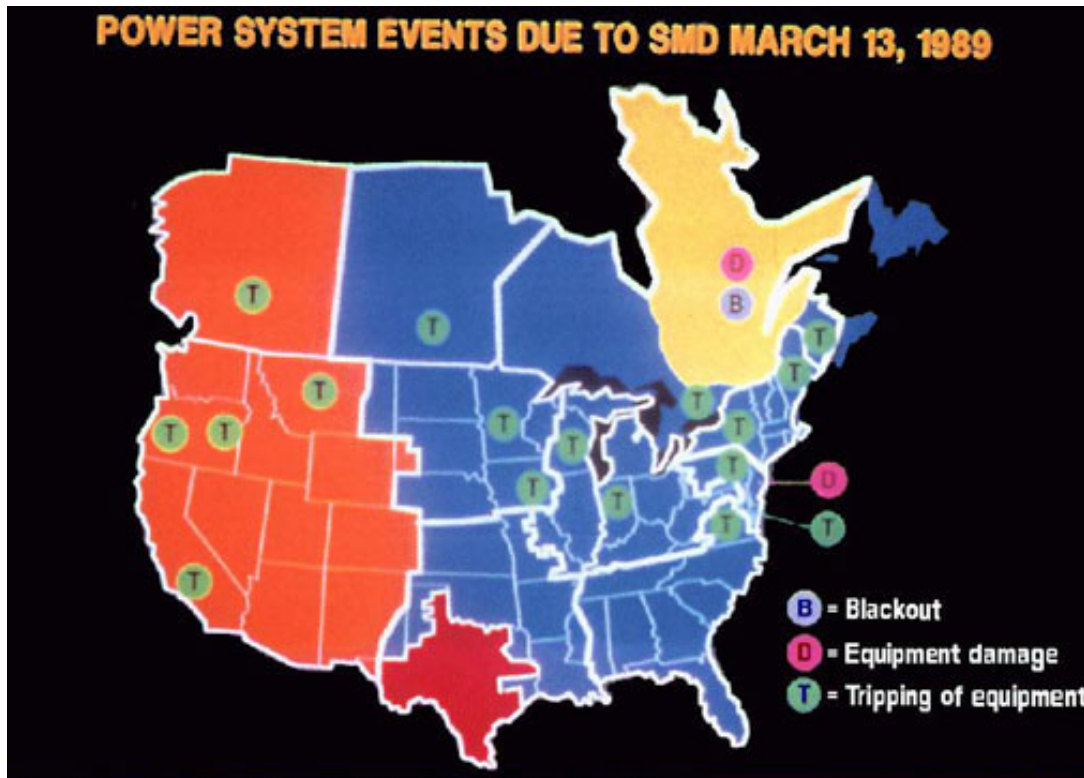 POWER SYSTEM EVENTS DUE TO SMD MARCH 13, 1989
D
B
T
T
T
T
T
T
T
T
T
T
T
T
T
T
D
T
T
T
B = Blackout
D = Equipment damage
T = Tripping of equipment